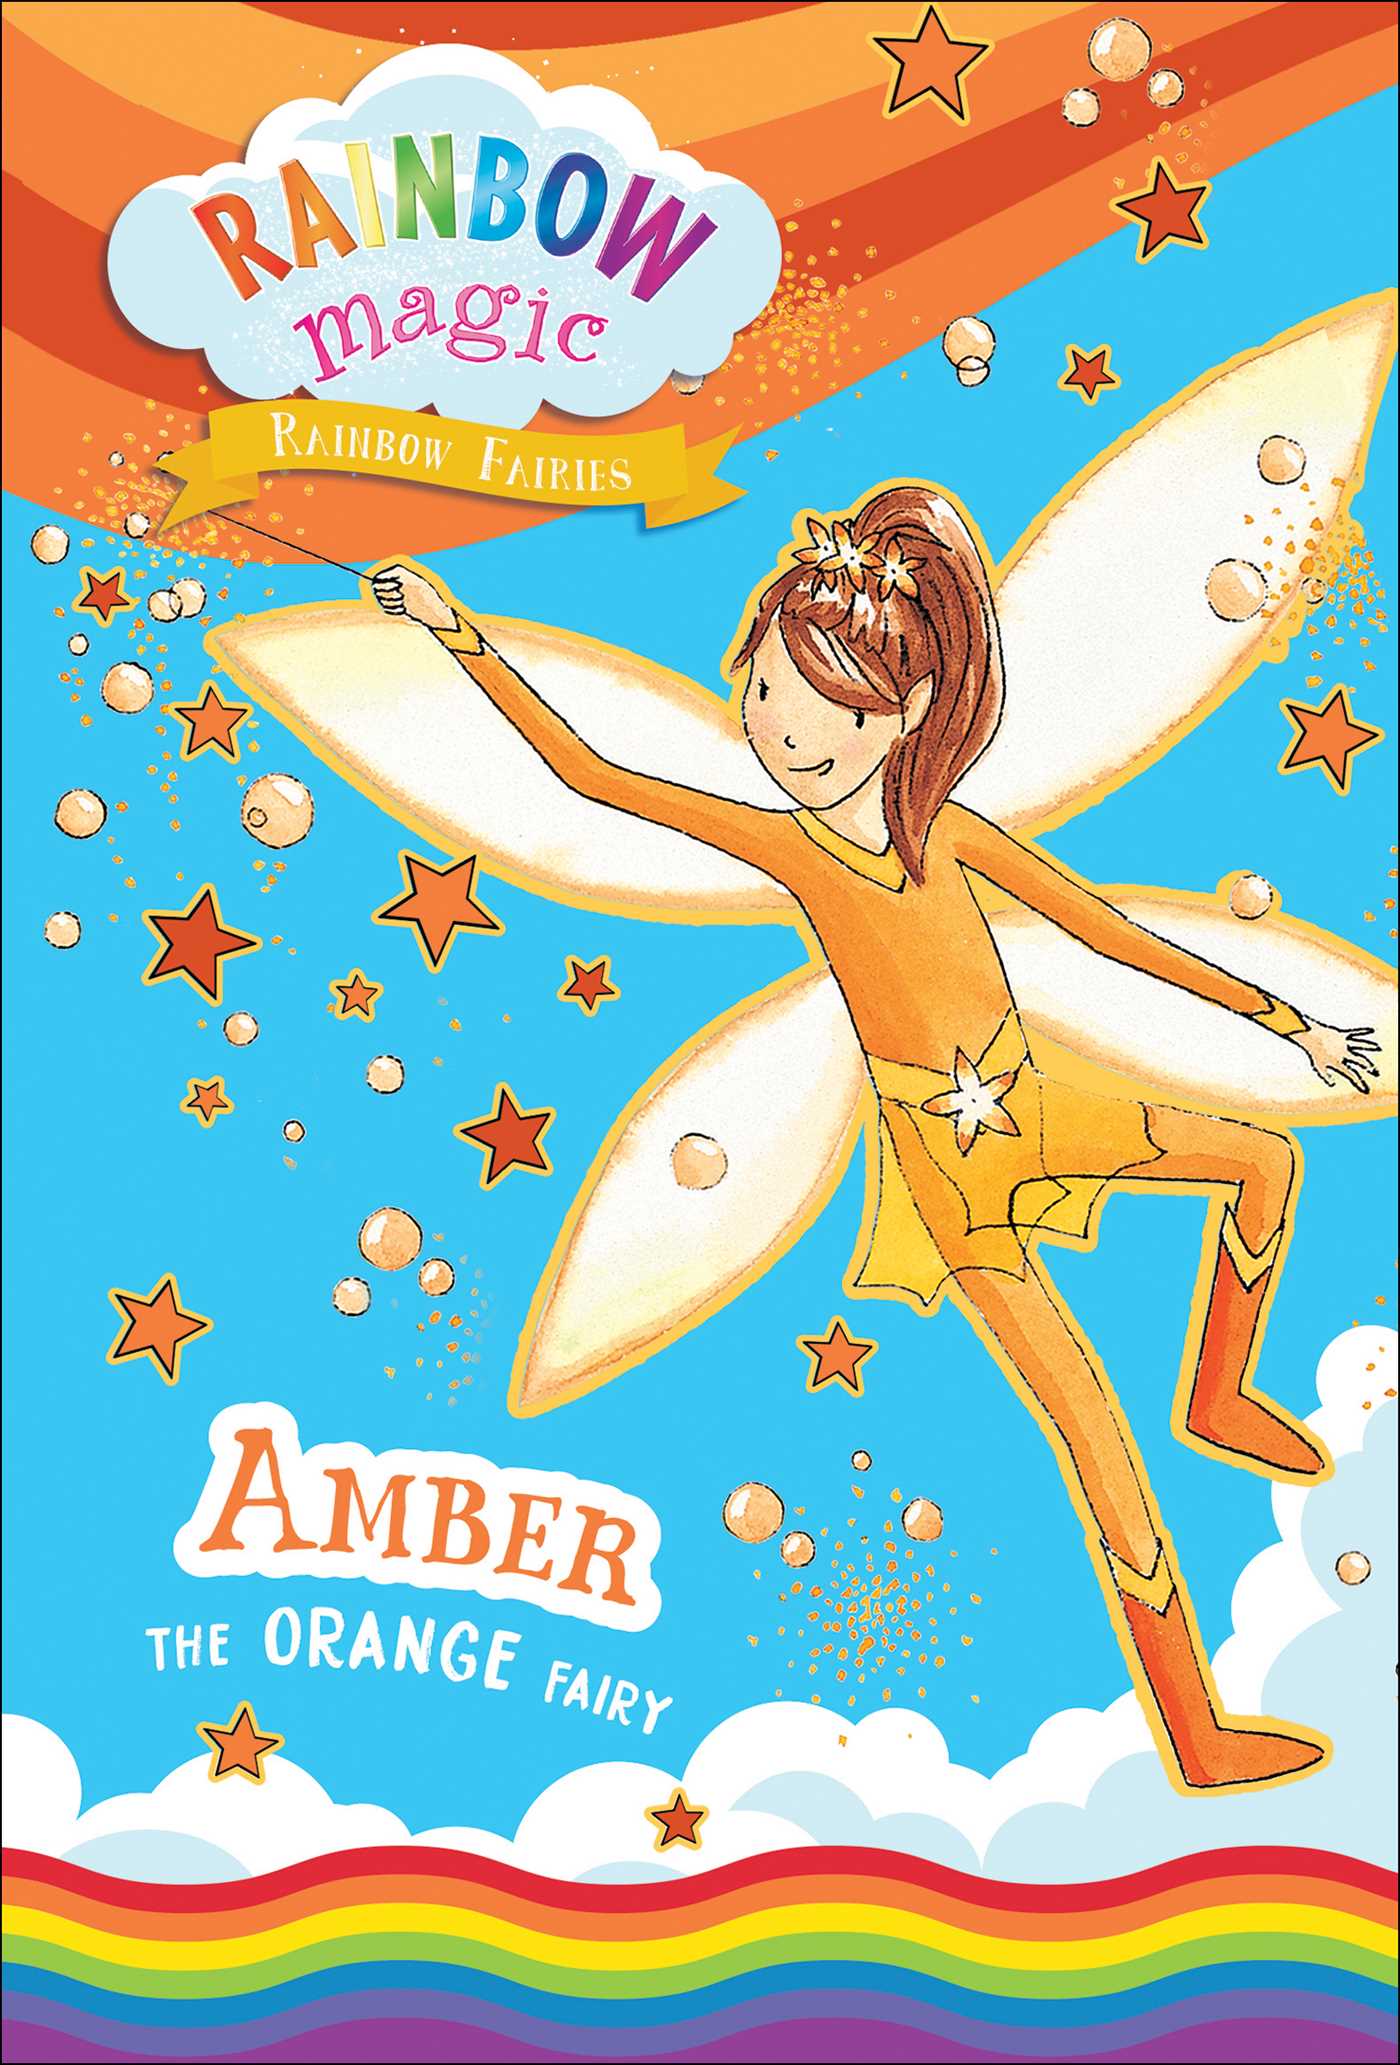 RAINBOW
magic
RAINBOW FAIRIES
AMBER
THE ORANGE FAIRY